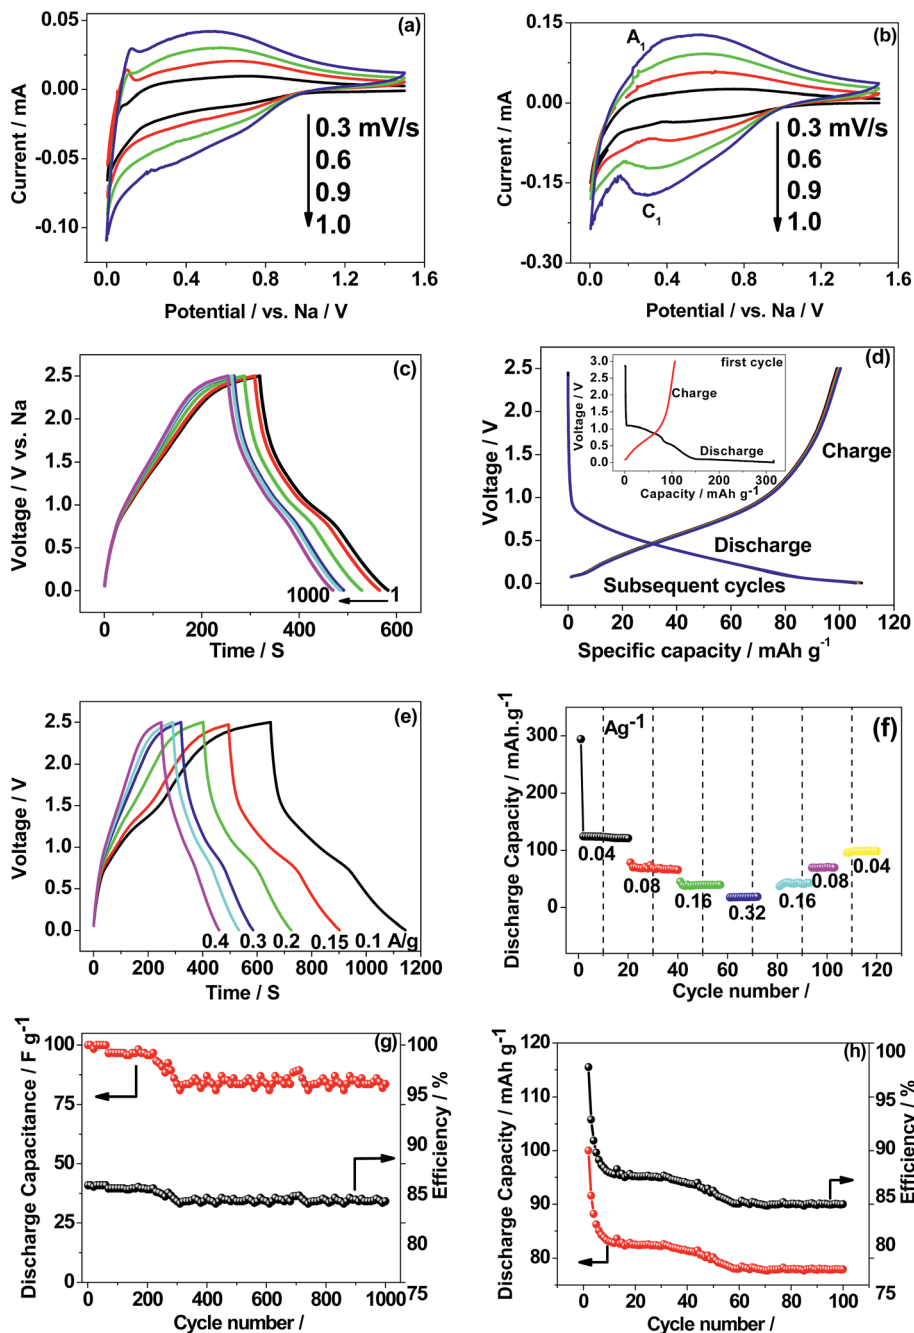 (a)
0.05
0.00
-0.05
-0.10
Current / mA
0.3 mV/s
0.6
0.9
1.0
0.0 0.4 0.8 1.2 1.6
Potential / vs. Na / V
(b)
0.15
0.00
-0.15
-0.30
Current / mA
A1
C1
0.3 mV/s
0.6
0.9
1.0
0.0 0.4 0.8 1.2 1.6
Potential / vs. Na / V
(c)
2.5
2.0
1.5
1.0
0.5
0.0
Voltage / V vs. Na
1000 1
0 200 400 600
Time / S
(d)
2.5
2.0
1.0
0.0
Voltage / V
first cycle
3.0
2.5
2.0
1.5
1.0
0.5
0.0
Voltage / V
Charge
Discharge
0 100 200 300
Capacity / mAh g-1
Charge
Discharge
Subsequent cycles
0 20 40 60 80 100 120
Specific capacity / mAh g-1
(e)
2.5
2.0
1.5
1.0
0.5
0.0
Voltage / V
0.4 0.3 0.2 0.15 0.1 A/g
0 200 400 600 800 1000 1200
Time / S
(f)
300
200
100
0
Discharge Capacity / mAh.g-1
Ag-1
0.04
0.08
0.16
0.32
0.16
0.08
0.04
0 20 40 60 80 100 120
Cycle number /
(g)
100
75
50
25
0
Discharge Capacitance / F g-1
100
95
90
85
80
75
Efficiency / %
0 200 400 600 800 1000
Cycle number /
(h)
120
115
110
100
90
80
Discharge Capacity / mAh g-1
100
95
90
85
80
75
Efficiency / %
0 20 40 60 80 100
Cycle number /